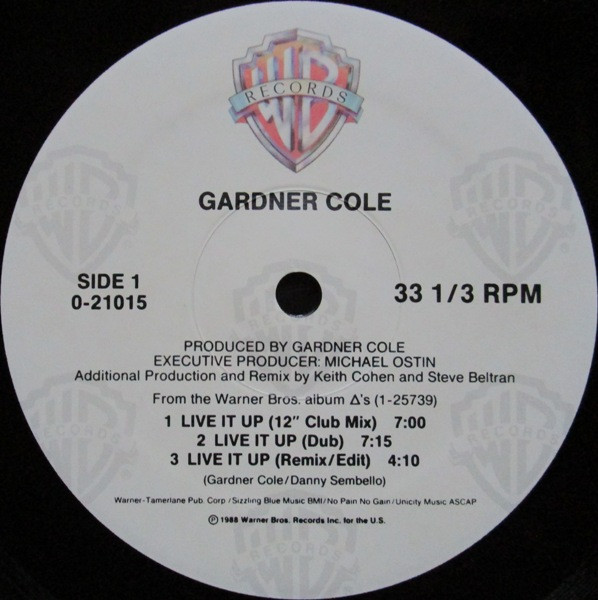 RECORDS
GARDNER COLE
SIDE 1
0-21015
33 1/3 RPM
PRODUCED BY GARDNER COLE
EXECUTIVE PRODUCER: MICHAEL OSTIN
Additional Production and Remix by Keith Cohen and Steve Beltran
From the Warner Bros. album Δ's (1-25739)
1 LIVE IT UP (12" Club Mix) 7:00
2 LIVE IT UP (Dub) 7:15
3 LIVE IT UP (Remix/Edit) 4:10
(Gardner Cole/Danny Sembello)
Warner-Tamerlane Pub. Corp /Sizzling Blue Music BMI/No Pain No Gain/Unicity Music ASCAP
℗ © 1988 Warner Bros. Records Inc. for the U.S.